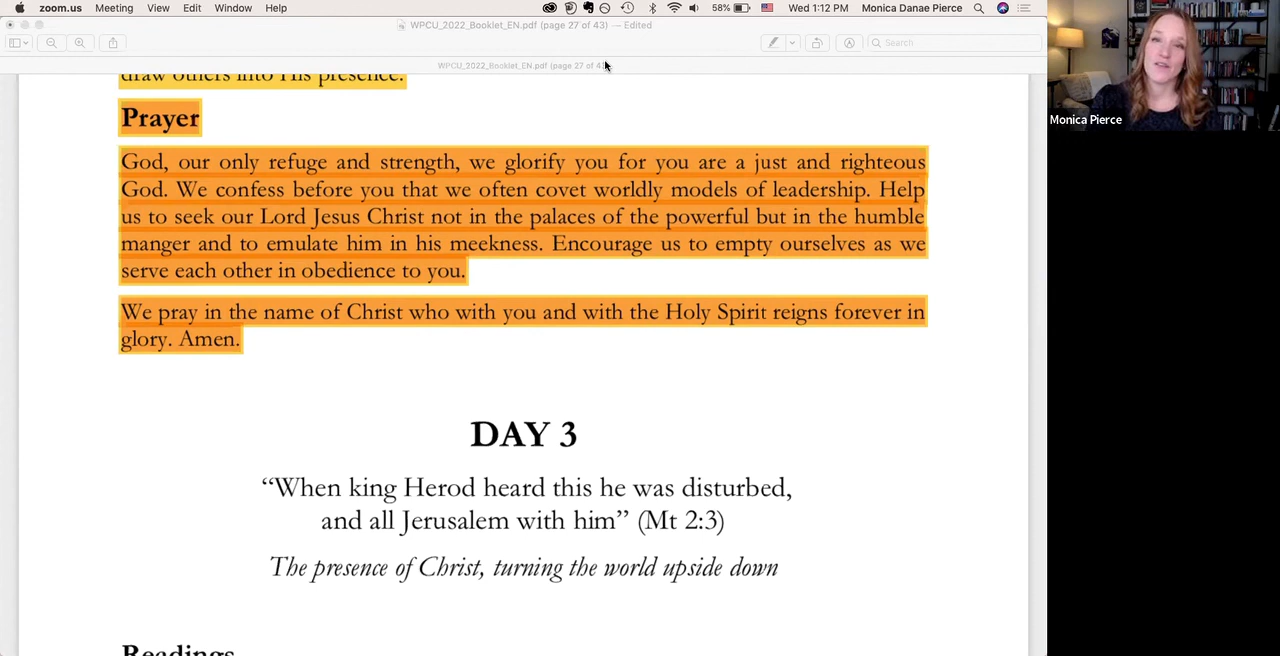 zoom.us Meeting View Edit Window Help 58% Wed 1:12 PM Monica Danae Pierce
WPCU_2022_Booklet_EN.pdf (page 27 of 43) — Edited
Search
WPCU_2022_Booklet_EN.pdf (page 27 of 43)
draw others into His presence.
Prayer
God, our only refuge and strength, we glorify you for you are a just and righteous
God. We confess before you that we often covet worldly models of leadership. Help
us to seek our Lord Jesus Christ not in the palaces of the powerful but in the humble
manger and to emulate him in his meekness. Encourage us to empty ourselves as we
serve each other in obedience to you.
We pray in the name of Christ who with you and with the Holy Spirit reigns forever in
glory. Amen.
DAY 3
“When king Herod heard this he was disturbed,
and all Jerusalem with him” (Mt 2:3)
The presence of Christ, turning the world upside down
Readings
Monica Pierce